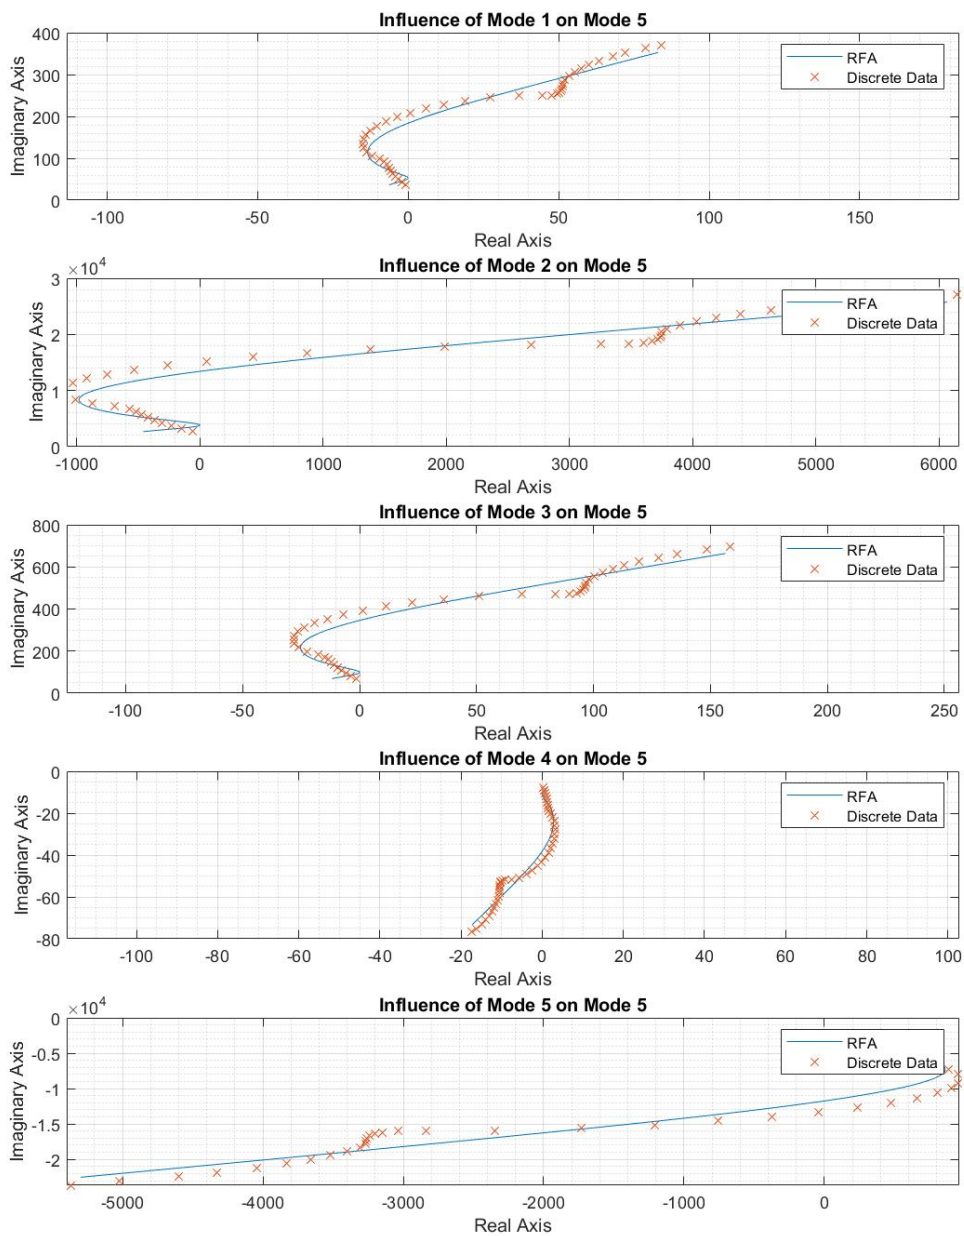 Influence of Mode 1 on Mode 5
400
300
200
100
0
Imaginary Axis
RFA
Discrete Data
-100 -50 0 50 100 150
Real Axis
× 10^4
Influence of Mode 2 on Mode 5
3
2
1
0
Imaginary Axis
RFA
Discrete Data
-1000 0 1000 2000 3000 4000 5000 6000
Real Axis
Influence of Mode 3 on Mode 5
800
600
400
200
0
Imaginary Axis
RFA
Discrete Data
-100 -50 0 50 100 150 200 250
Real Axis
Influence of Mode 4 on Mode 5
0
-20
-40
-60
-80
Imaginary Axis
RFA
Discrete Data
-100 -80 -60 -40 -20 0 20 40 60 80 100
Real Axis
× 10^4
Influence of Mode 5 on Mode 5
0
-0.5
-1
-1.5
-2
Imaginary Axis
RFA
Discrete Data
-5000 -4000 -3000 -2000 -1000 0
Real Axis